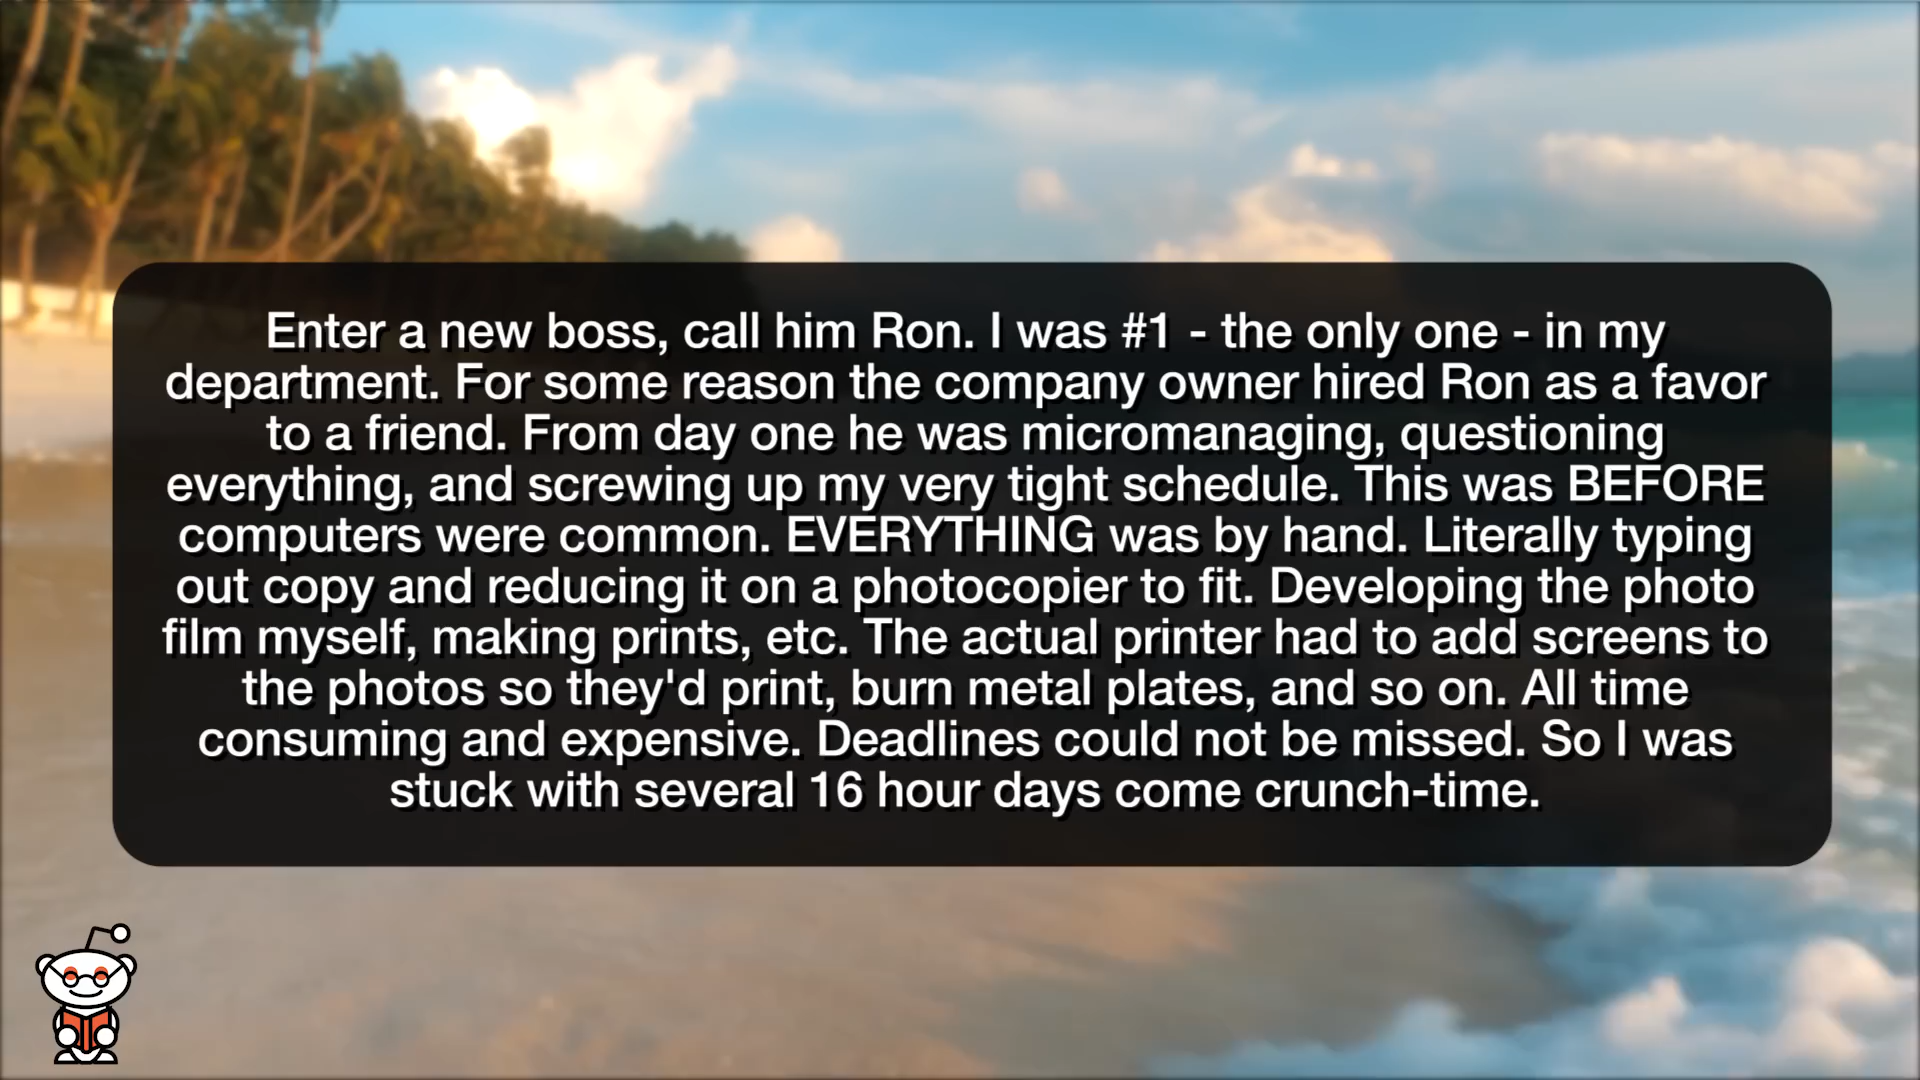 Enter a new boss, call him Ron. I was #1 - the only one - in my
department. For some reason the company owner hired Ron as a favor
to a friend. From day one he was micromanaging, questioning
everything, and screwing up my very tight schedule. This was BEFORE
computers were common. EVERYTHING was by hand. Literally typing
out copy and reducing it on a photocopier to fit. Developing the photo
film myself, making prints, etc. The actual printer had to add screens to
the photos so they'd print, burn metal plates, and so on. All time
consuming and expensive. Deadlines could not be missed. So I was
stuck with several 16 hour days come crunch-time.